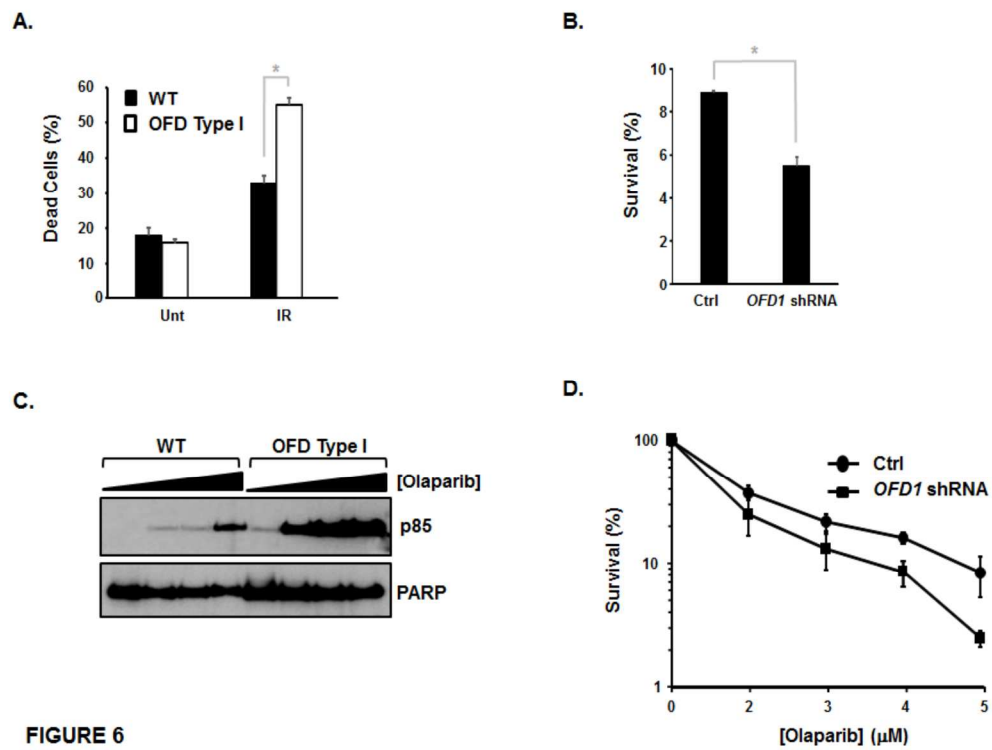 A.
Dead Cells (%)
60
50
40
30
20
10
0
WT
OFD Type I
*
Unt
IR
B.
Survival (%)
10
8
6
4
2
0
*
Ctrl
OFD1 shRNA
C.
WT
OFD Type I
[Olaparib]
p85
PARP
D.
Survival (%)
100
10
1
Ctrl
OFD1 shRNA
0
2
3
4
5
[Olaparib] (μM)
FIGURE 6